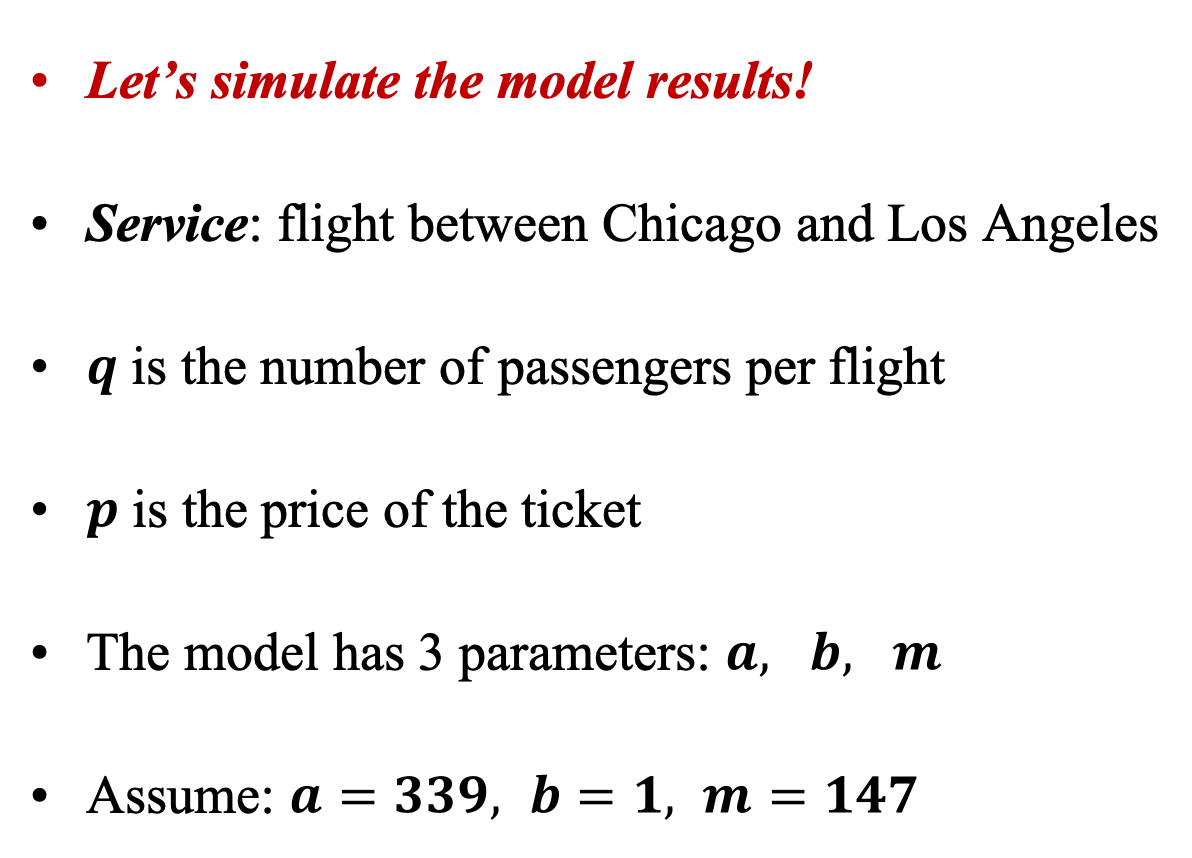 • Let’s simulate the model results!
• Service: flight between Chicago and Los Angeles
• q is the number of passengers per flight
• p is the price of the ticket
• The model has 3 parameters: a, b, m
• Assume: a = 339, b = 1, m = 147